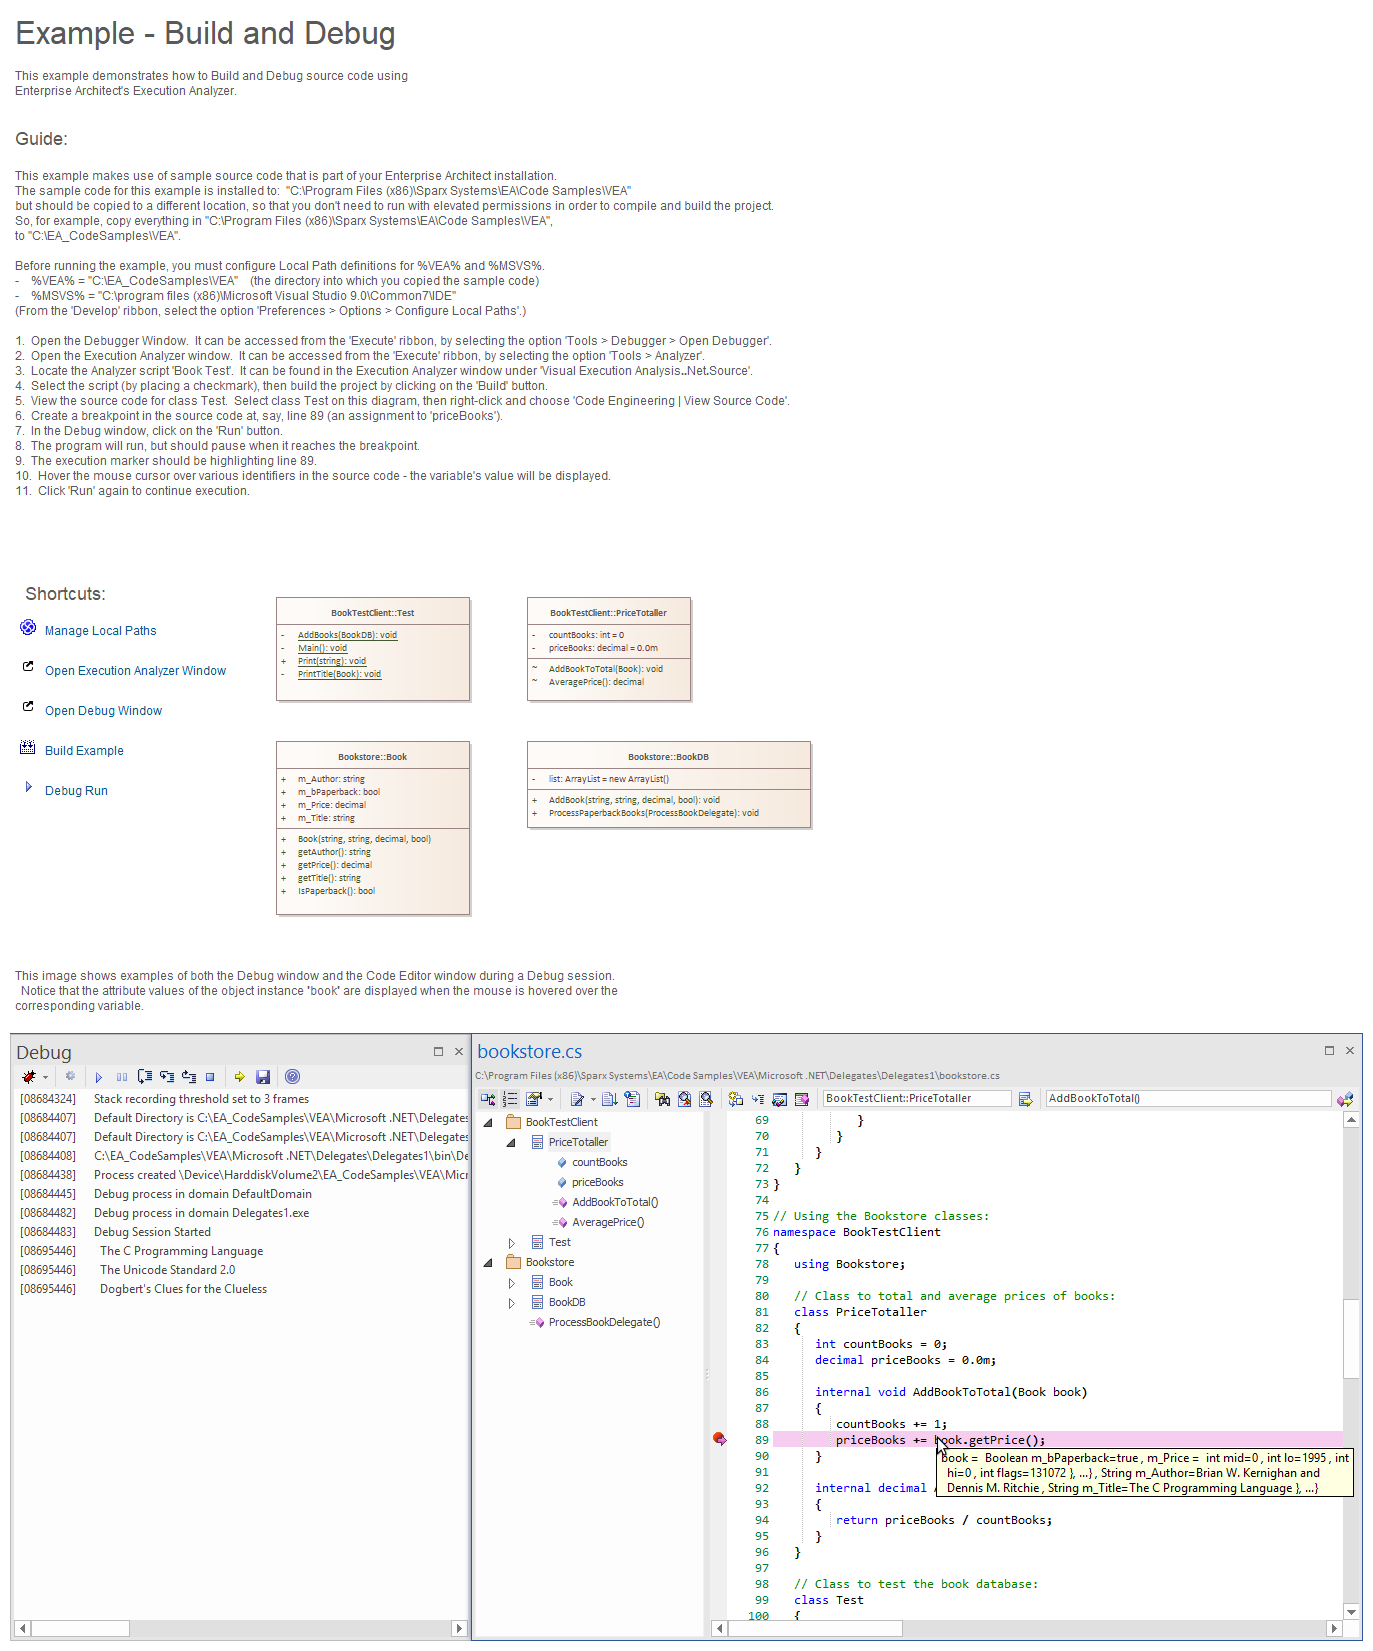 Example - Build and Debug
This example demonstrates how to Build and Debug source code using
Enterprise Architect's Execution Analyzer.
Guide:
This example makes use of sample source code that is part of your Enterprise Architect installation.
The sample code for this example is installed to:  "C:\Program Files (x86)\Sparx Systems\EA\Code Samples\VEA"
but should be copied to a different location, so that you don't need to run with elevated permissions in order to compile and build the project.
So, for example, copy everything in "C:\Program Files (x86)\Sparx Systems\EA\Code Samples\VEA",
to "C:\EA_CodeSamples\VEA".
Before running the example, you must configure Local Path definitions for %VEA% and %MSVS%.
-    %VEA% = "C:\EA_CodeSamples\VEA"    (the directory into which you copied the sample code)
-    %MSVS% = "C:\program files (x86)\Microsoft Visual Studio 9.0\Common7\IDE"
(From the 'Develop' ribbon, select the option 'Preferences > Options > Configure Local Paths'.)
1.  Open the Debugger Window.  It can be accessed from the 'Execute' ribbon, by selecting the option 'Tools > Debugger > Open Debugger'.
2.  Open the Execution Analyzer window.  It can be accessed from the 'Execute' ribbon, by selecting the option 'Tools > Analyzer'.
3.  Locate the Analyzer script 'Book Test'.  It can be found in the Execution Analyzer window under 'Visual Execution Analysis..Net.Source'.
4.  Select the script (by placing a checkmark), then build the project by clicking on the 'Build' button.
5.  View the source code for class Test.  Select class Test on this diagram, then right-click and choose 'Code Engineering | View Source Code'.
6.  Create a breakpoint in the source code at, say, line 89 (an assignment to 'priceBooks').
7.  In the Debug window, click on the 'Run' button.
8.  The program will run, but should pause when it reaches the breakpoint.
9.  The execution marker should be highlighting line 89.
10.  Hover the mouse cursor over various identifiers in the source code - the variable's value will be displayed.
11.  Click 'Run' again to continue execution.
Shortcuts:
Manage Local Paths
Open Execution Analyzer Window
Open Debug Window
Build Example
Debug Run
BookTestClient::Test
- AddBooks(BookDB): void
- Main(): void
+ Print(string): void
- PrintTitle(Book): void
BookTestClient::PriceTotaller
- countBooks: int = 0
- priceBooks: decimal = 0.0m
~ AddBookToTotal(Book): void
~ AveragePrice(): decimal
Bookstore::Book
+ m_Author: string
+ m_bPaperback: bool
+ m_Price: decimal
+ m_Title: string
+ Book(string, string, decimal, bool)
+ getAuthor(): string
+ getPrice(): decimal
+ getTitle(): string
+ IsPaperback(): bool
Bookstore::BookDB
- list: ArrayList = new ArrayList()
+ AddBook(string, string, decimal, bool): void
+ ProcessPaperbackBooks(ProcessBookDelegate): void
This image shows examples of both the Debug window and the Code Editor window during a Debug session.
Notice that the attribute values of the object instance 'book' are displayed when the mouse is hovered over the
corresponding variable.
Debug
[08684324] Stack recording threshold set to 3 frames
[08684407] Default Directory is C:\EA_CodeSamples\VEA\Microsoft .NET\Delegates
[08684407] Default Directory is C:\EA_CodeSamples\VEA\Microsoft .NET\Delegates
[08684408] C:\EA_CodeSamples\VEA\Microsoft .NET\Delegates\Delegates1\bin\De
[08684438] Process created \Device\HarddiskVolume2\EA_CodeSamples\VEA\Micr
[08684445] Debug process in domain DefaultDomain
[08684482] Debug process in domain Delegates1.exe
[08684483] Debug Session Started
[08695446] The C Programming Language
[08695446] The Unicode Standard 2.0
[08695446] Dogbert's Clues for the Clueless
bookstore.cs
C:\Program Files (x86)\Sparx Systems\EA\Code Samples\VEA\Microsoft .NET\Delegates\Delegates1\bookstore.cs
BookTestClient::PriceTotaller AddBookToTotal()
BookTestClient
PriceTotaller
countBooks
priceBooks
AddBookToTotal()
AveragePrice()
Test
Bookstore
Book
BookDB
ProcessBookDelegate()
69 }
70 }
71 }
72 }
73 }
74
75 // Using the Bookstore classes:
76 namespace BookTestClient
77 {
78 using Bookstore;
79
80 // Class to total and average prices of books:
81 class PriceTotaller
82 {
83 int countBooks = 0;
84 decimal priceBooks = 0.0m;
85
86 internal void AddBookToTotal(Book book)
87 {
88 countBooks += 1;
89 priceBooks += book.getPrice();
90 }
91
92 internal decimal
93 {
94 return priceBooks / countBooks;
95 }
96 }
97
98 // Class to test the book database:
99 class Test
100 {
book =  Boolean m_bPaperback=true , m_Price =  int mid=0 , int lo=1995 , int
hi=0 , int flags=131072 }, ...} , String m_Author=Brian W. Kernighan and
Dennis M. Ritchie , String m_Title=The C Programming Language }, ...}